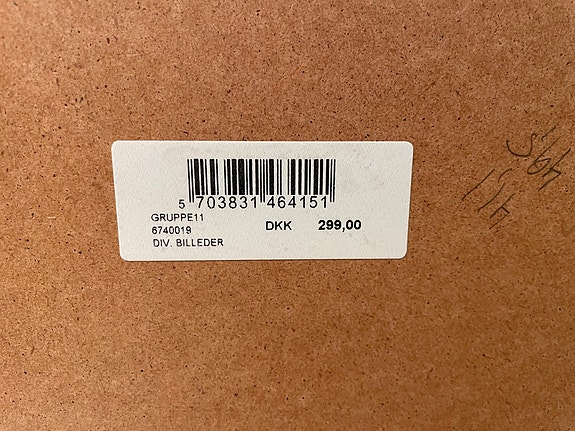 5 703831 464151
GRUPPE11
6740019
DIV. BILLEDER
DKK 299,00